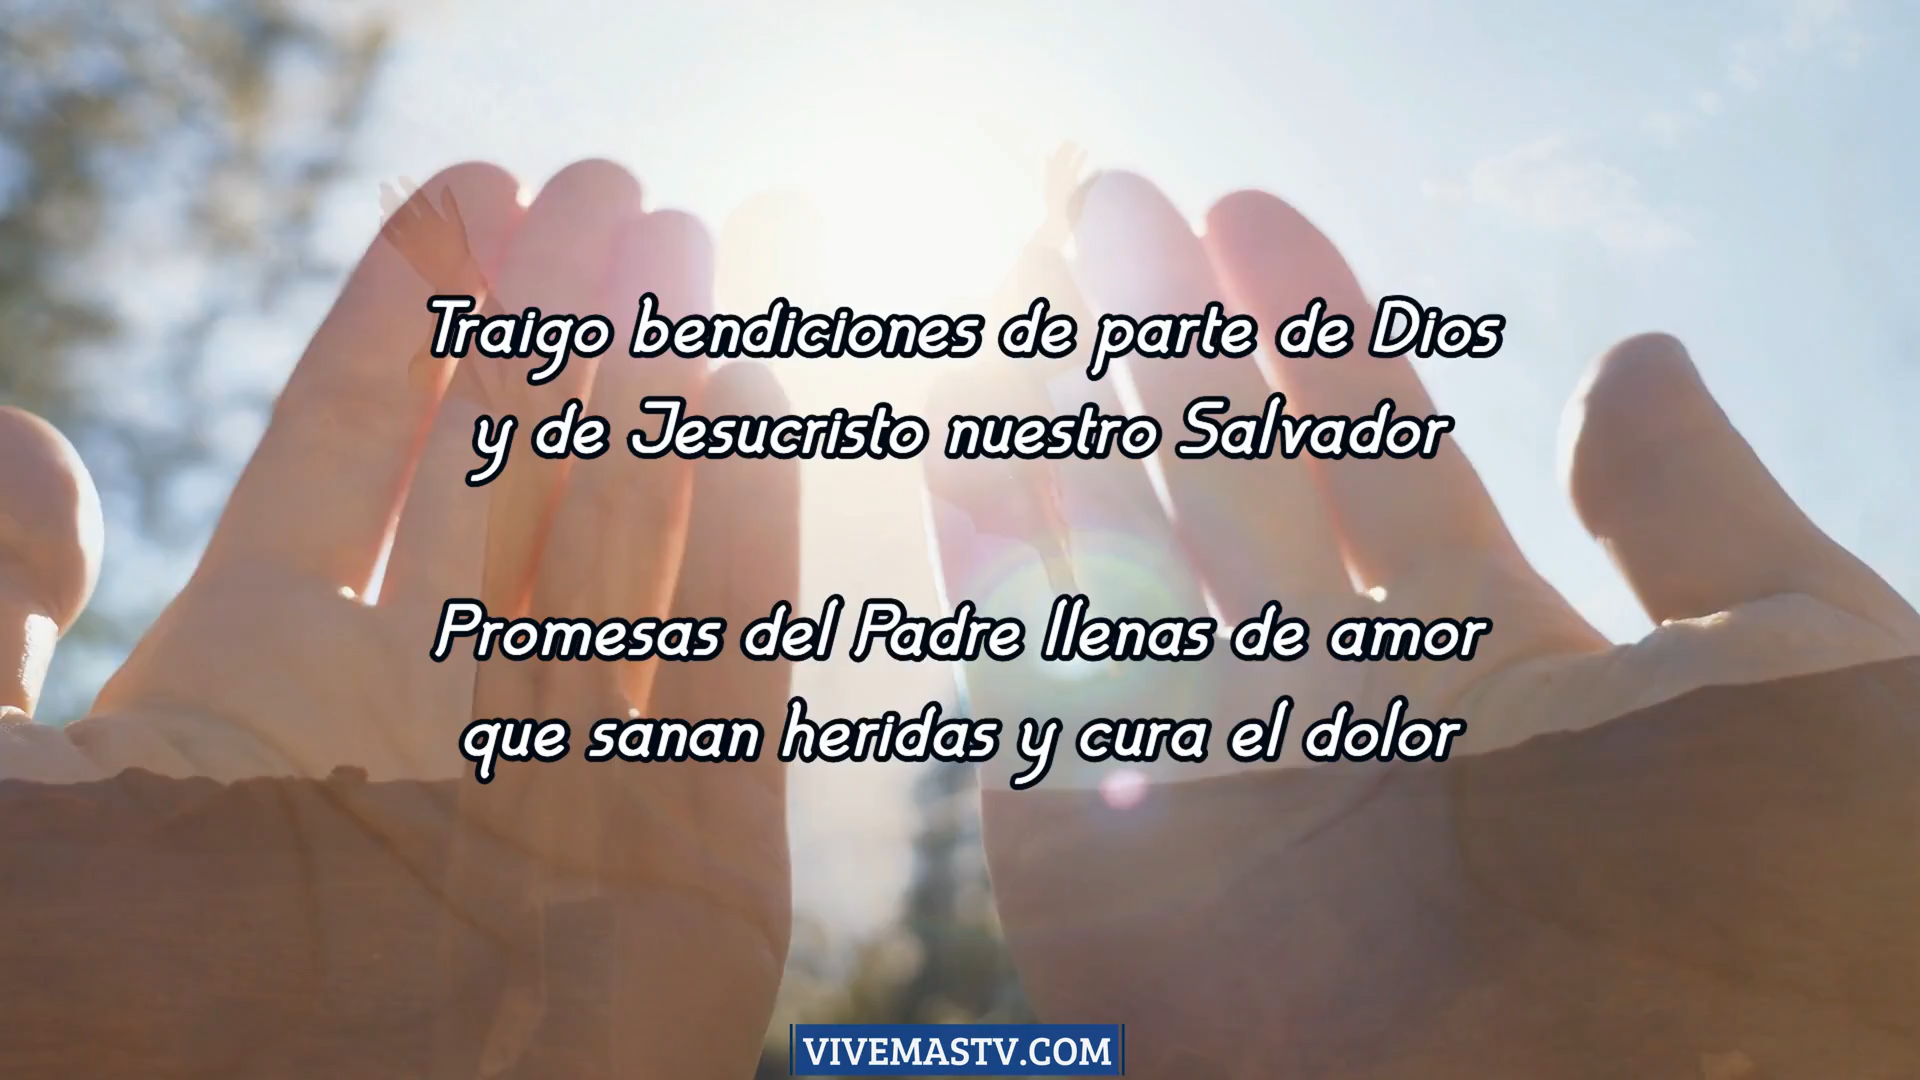 Traigo bendiciones de parte de Dios
y de Jesucristo nuestro Salvador
Promesas del Padre llenas de amor
que sanan heridas y cura el dolor
VIVEMASTV.COM